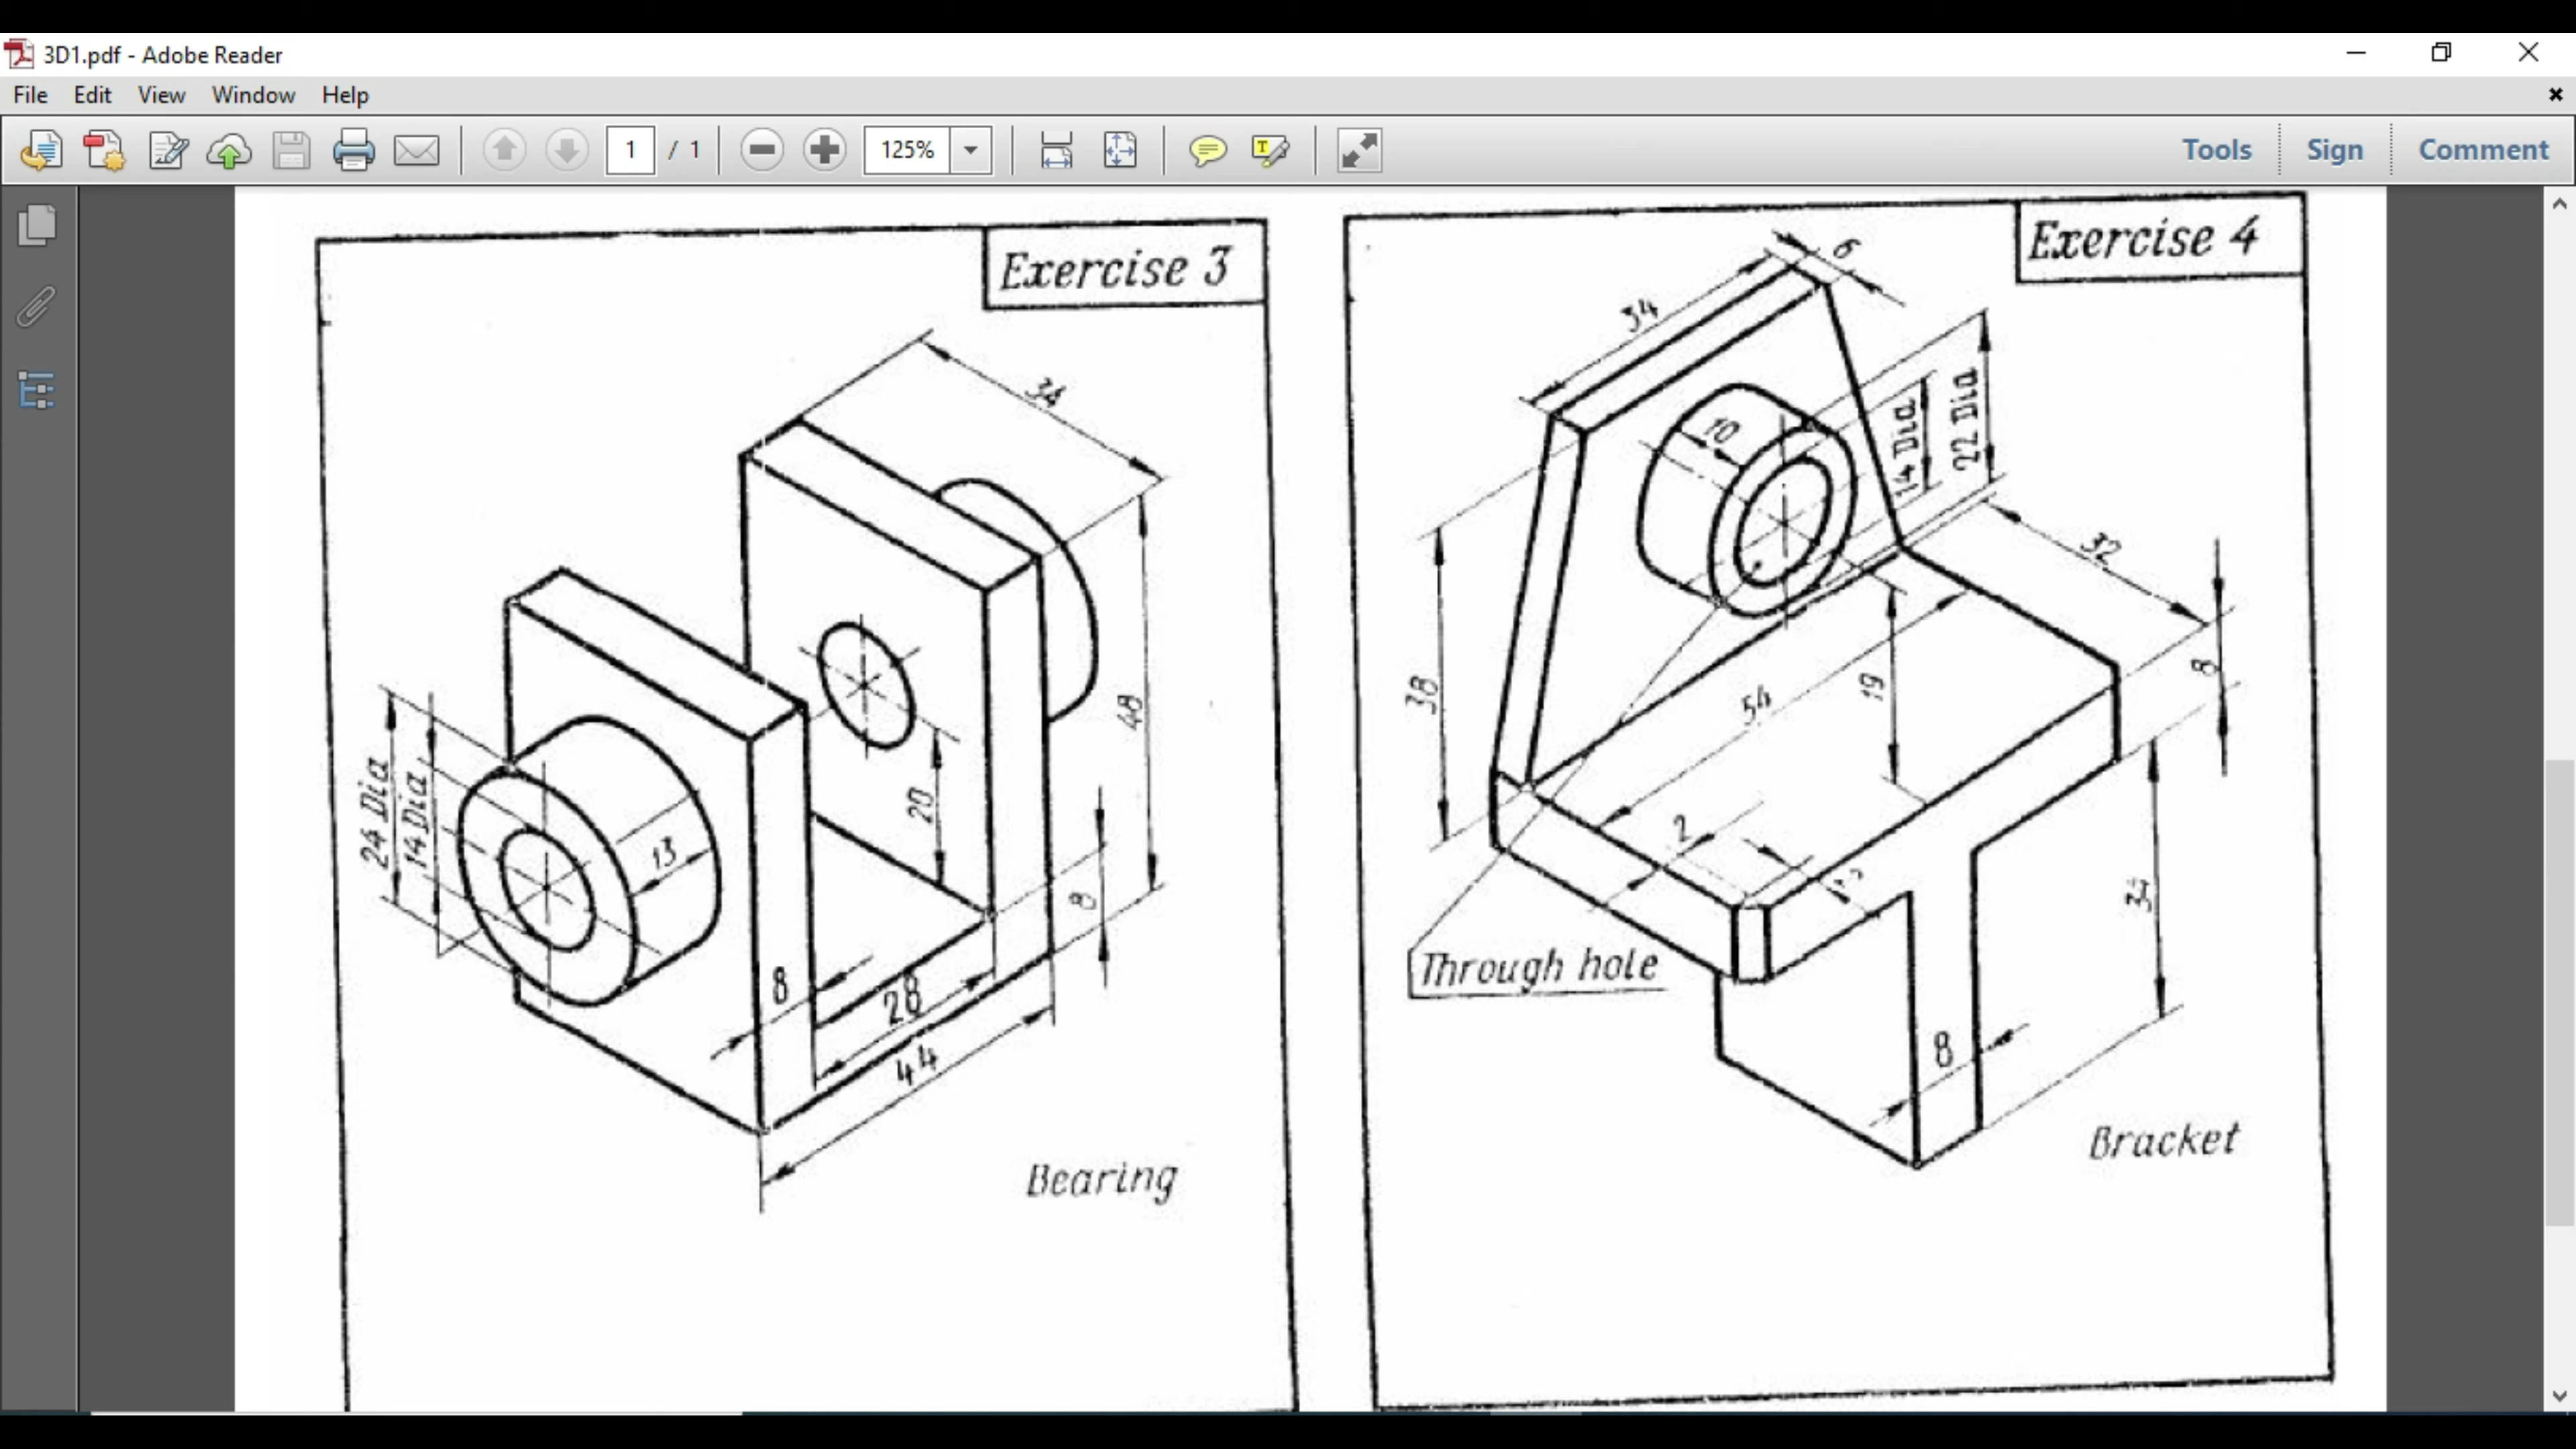 3D1.pdf - Adobe Reader
File Edit View Window Help
1 / 1 125% Tools Sign Comment
Exercise 3
34
48
20
8
24 Dia
14 Dia
13
8
28
44
Bearing
Exercise 4
6
34
10
14 Dia
22 Dia
32
8
38
54
19
2
Through hole
8
Bracket